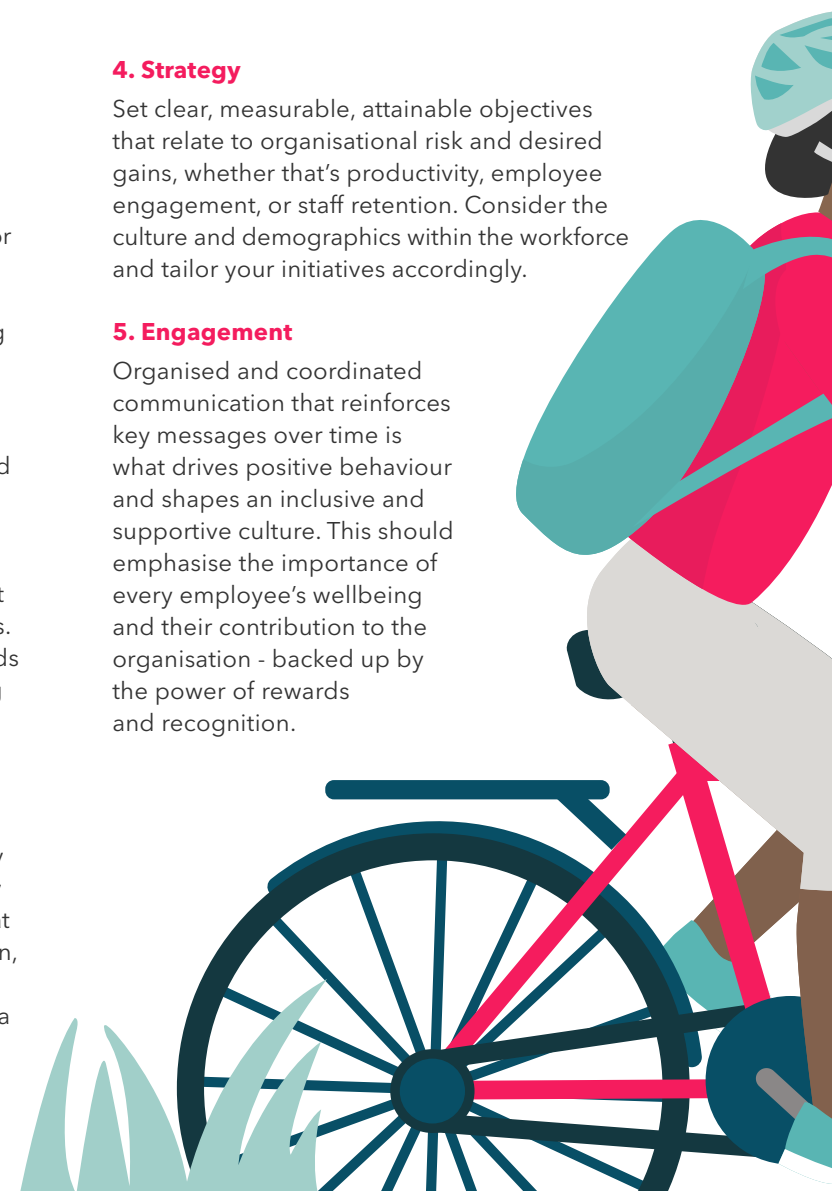 4. Strategy
Set clear, measurable, attainable objectives
that relate to organisational risk and desired
gains, whether that’s productivity, employee
engagement, or staff retention. Consider the
culture and demographics within the workforce
and tailor your initiatives accordingly.
5. Engagement
Organised and coordinated
communication that reinforces
key messages over time is
what drives positive behaviour
and shapes an inclusive and
supportive culture. This should
emphasise the importance of
every employee’s wellbeing
and their contribution to the
organisation - backed up by
the power of rewards
and recognition.